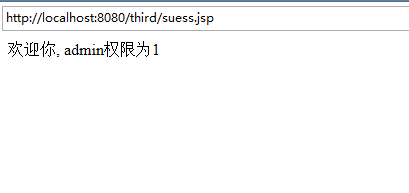 http://localhost:8080/third/suess.jsp
欢迎你, admin权限为1